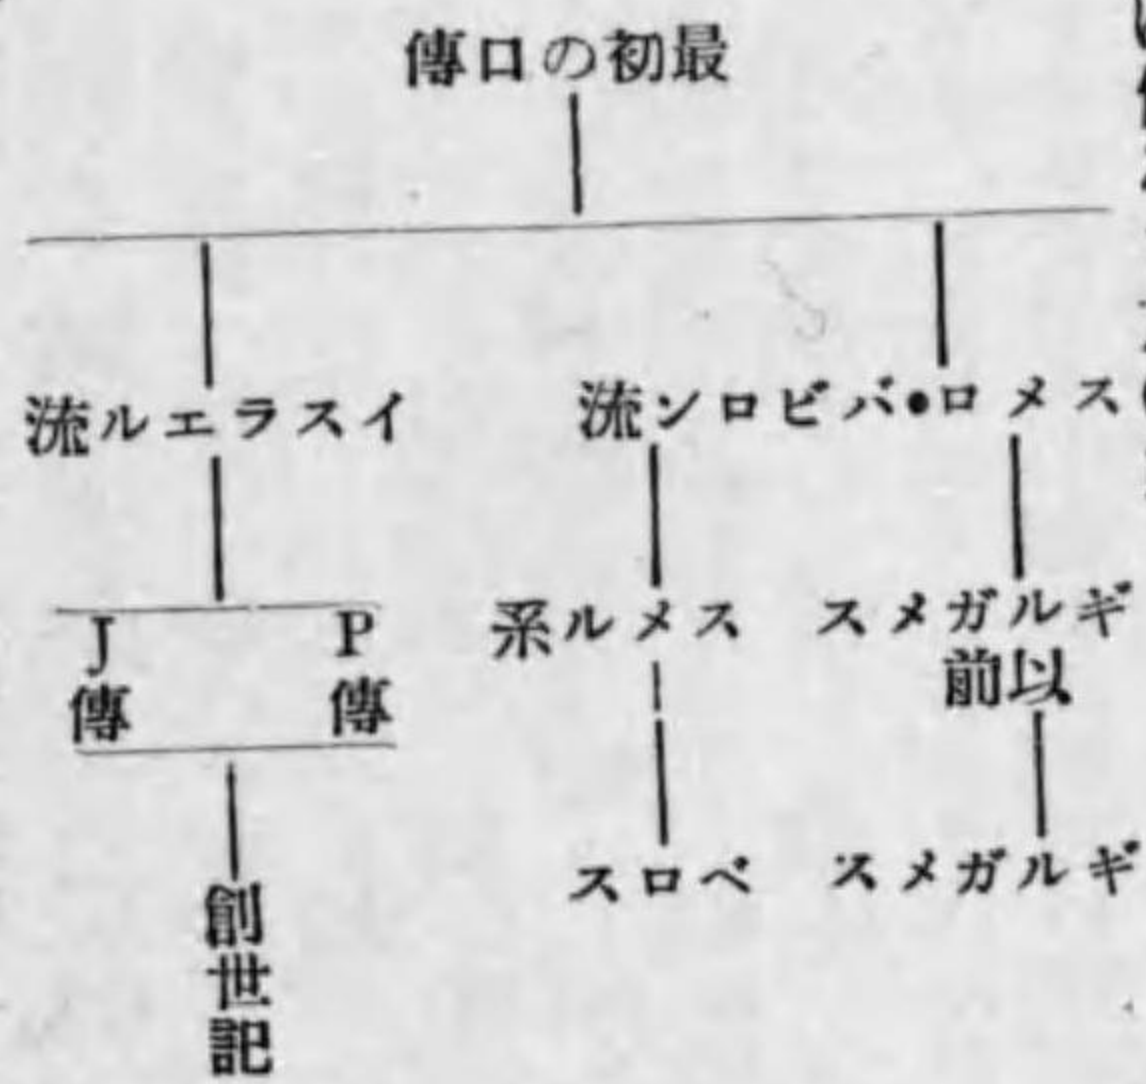 最初の口傳
スメロ・バビロン流
イスラエル流
ギルガメス
以前
スメル系
P傳
J傳
ギルガメス
ベロス
創世記